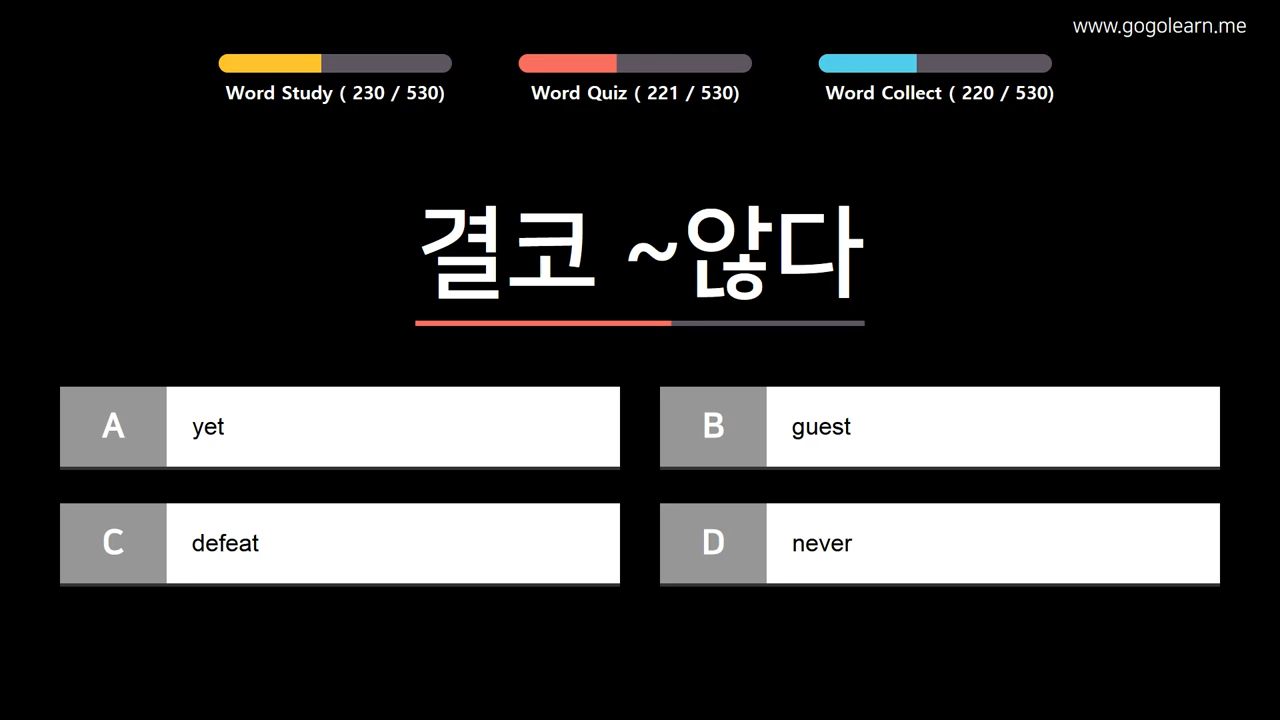 www.gogolearn.me
Word Study ( 230 / 530)
Word Quiz ( 221 / 530)
Word Collect ( 220 / 530)
결코 ~않다
A yet
B guest
C defeat
D never